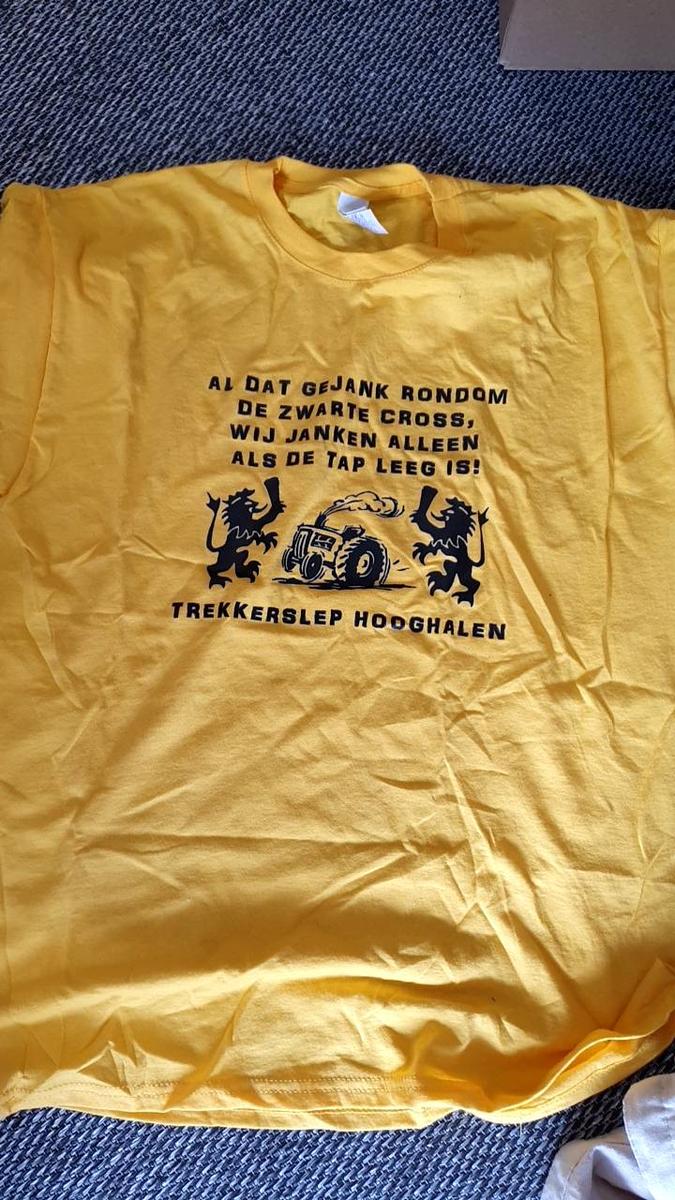 AL DAT GEJANK RONDOM
DE ZWARTE CROSS,
WIJ JANKEN ALLEEN
ALS DE TAP LEEG IS!
TREKKERSLEP HOOGHALEN